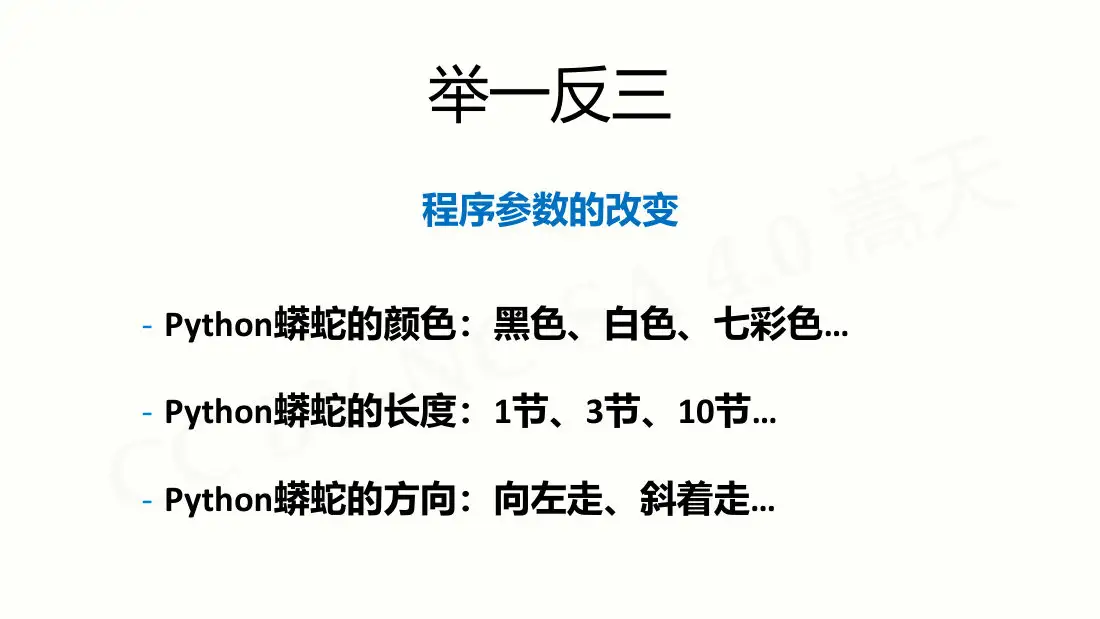 举一反三
程序参数的改变
- Python蟒蛇的颜色：黑色、白色、七彩色...
- Python蟒蛇的长度：1节、3节、10节...
- Python蟒蛇的方向：向左走、斜着走...
CC BY NC SA 4.0 嵩天